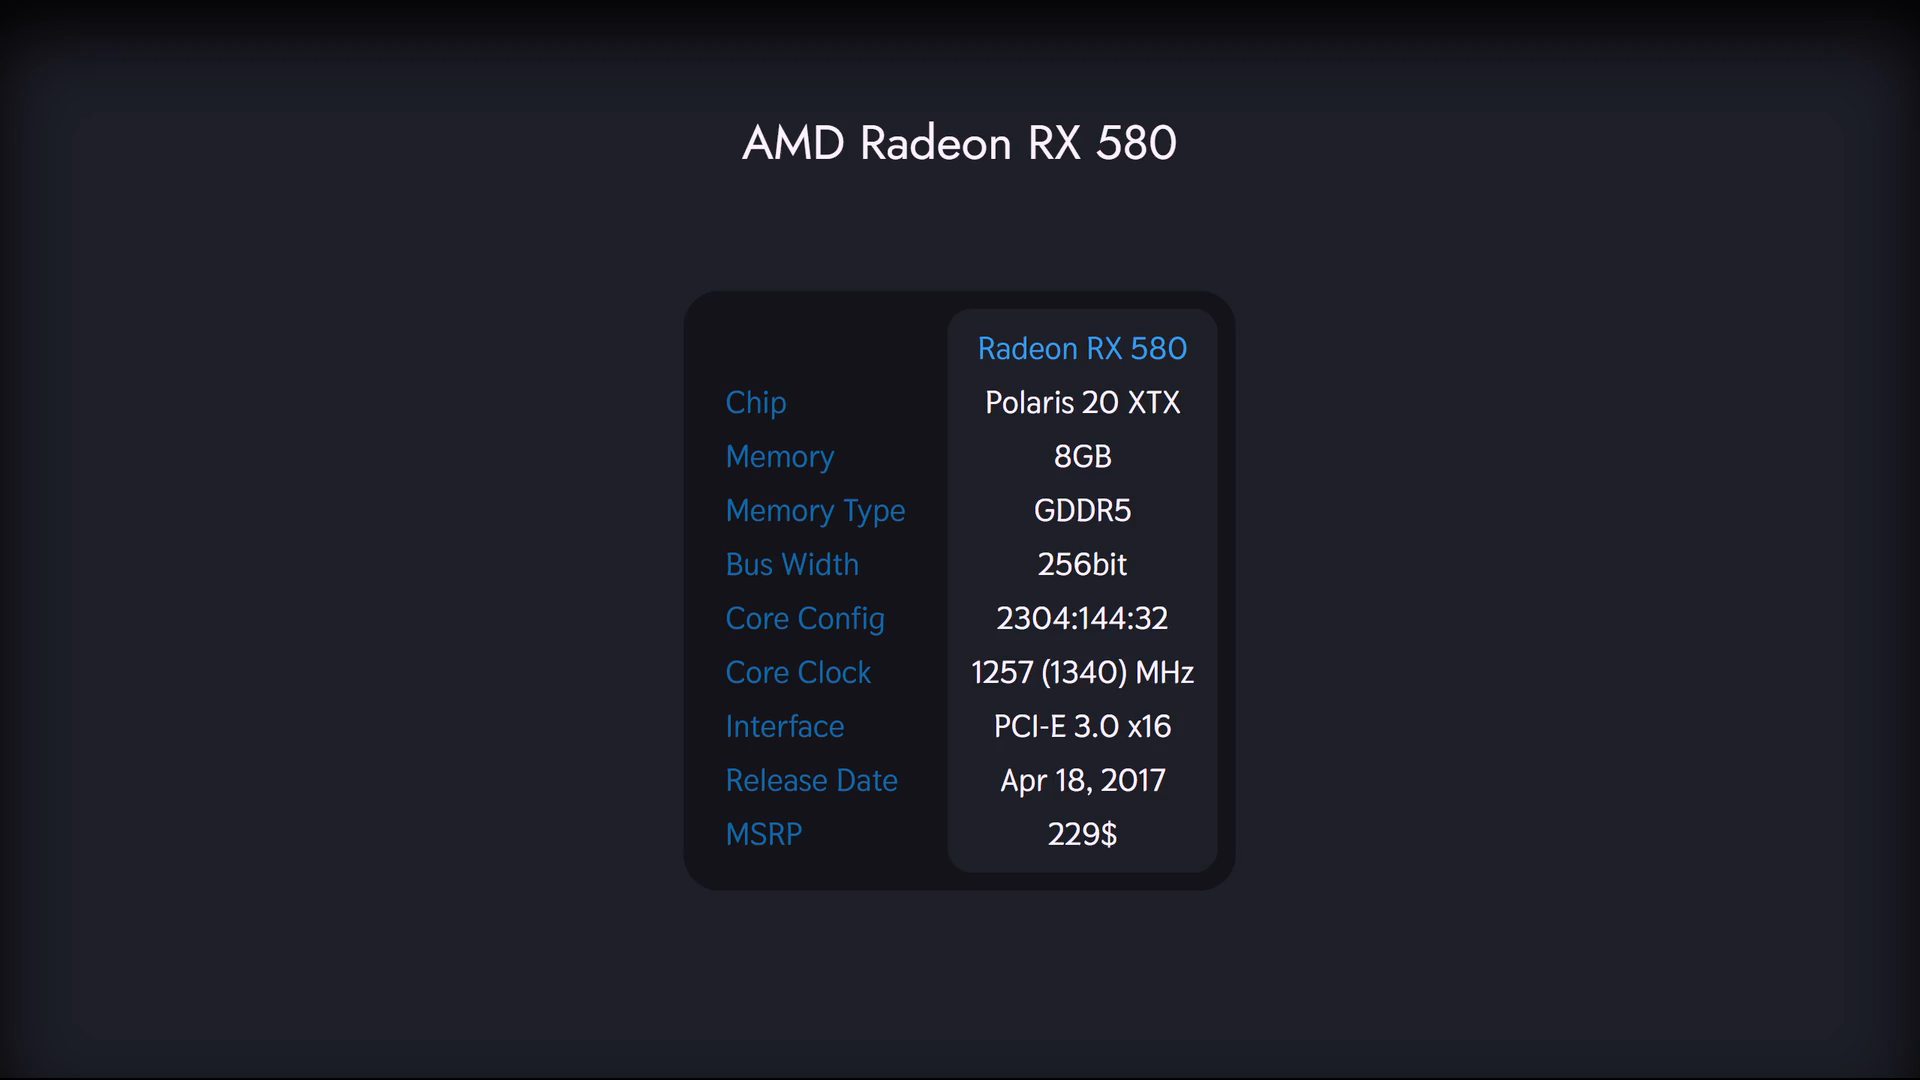 AMD Radeon RX 580
Radeon RX 580
Chip Polaris 20 XTX
Memory 8GB
Memory Type GDDR5
Bus Width 256bit
Core Config 2304:144:32
Core Clock 1257 (1340) MHz
Interface PCI-E 3.0 x16
Release Date Apr 18, 2017
MSRP 229$